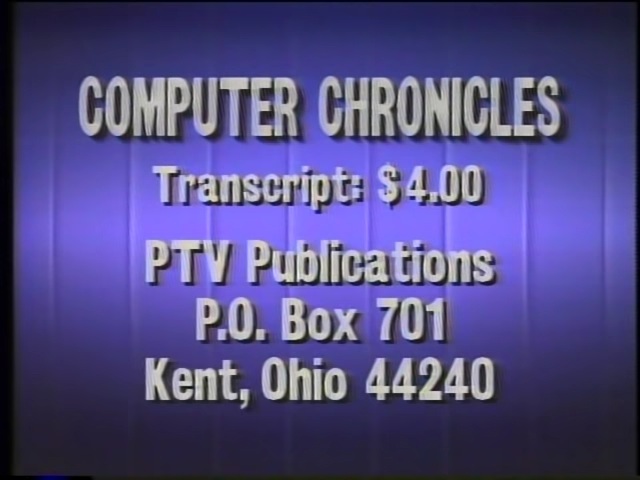 COMPUTER CHRONICLES
Transcript: $4.00
PTV Publications
P.O. Box 701
Kent, Ohio 44240